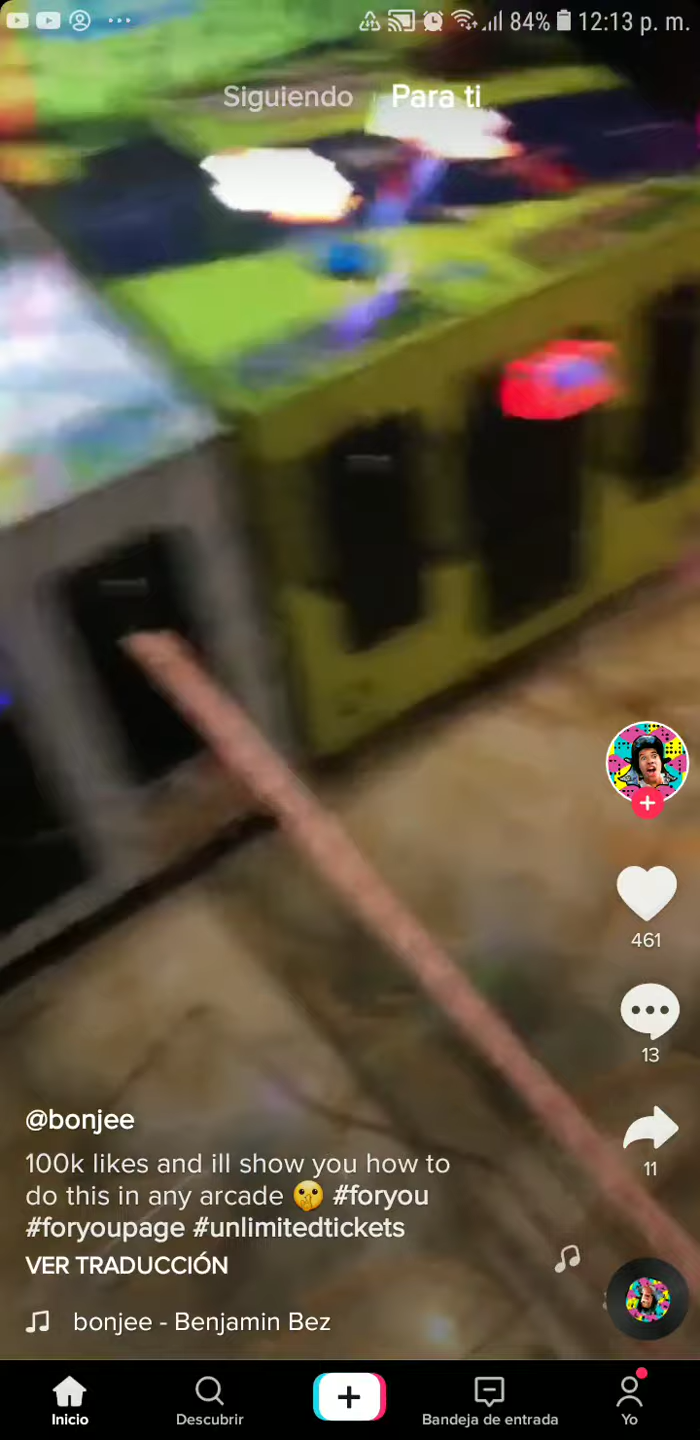 84% 12:13 p. m.
Siguiendo Para ti
461
13
11
@bonjee
100k likes and ill show you how to
do this in any arcade 🤫 #foryou
#foryoupage #unlimitedtickets
VER TRADUCCIÓN
bonjee - Benjamin Bez
Inicio Descubrir Bandeja de entrada Yo